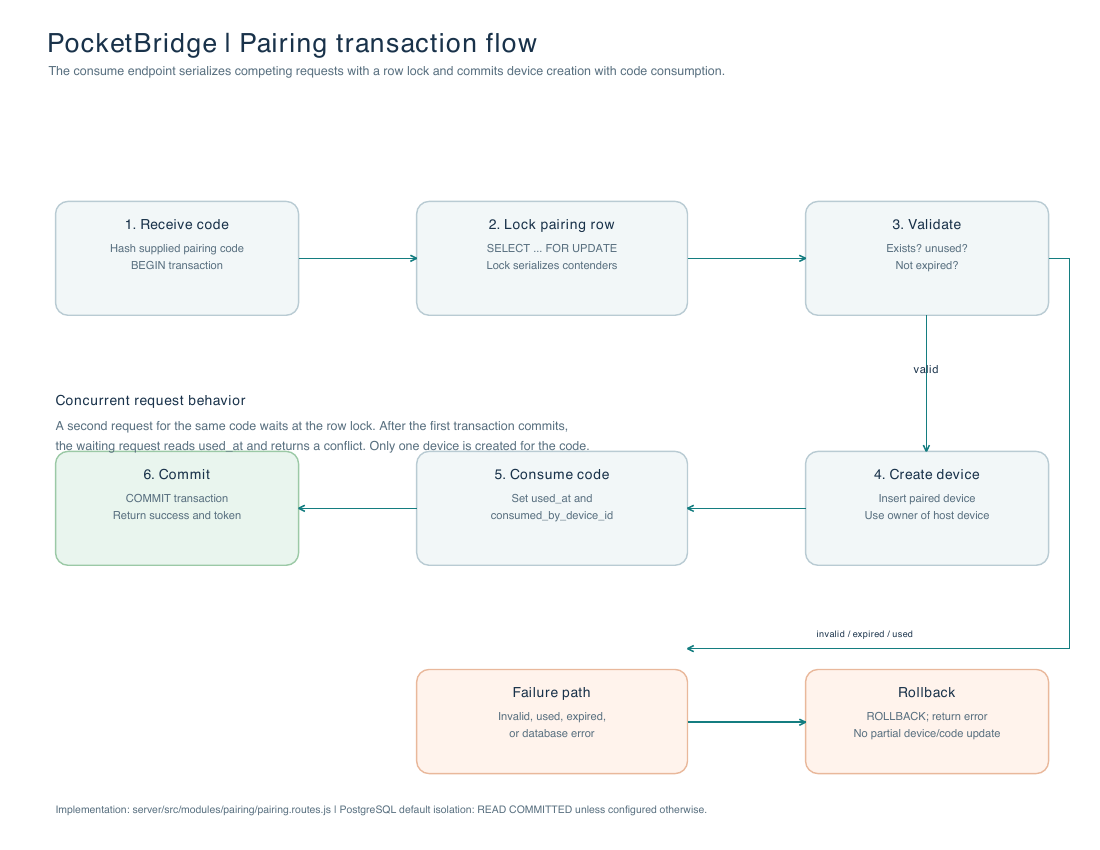 PocketBridge | Pairing transaction flow
The consume endpoint serializes competing requests with a row lock and commits device creation with code consumption.
1. Receive code
Hash supplied pairing code
BEGIN transaction
2. Lock pairing row
SELECT ... FOR UPDATE
Lock serializes contenders
3. Validate
Exists? unused?
Not expired?
valid
Concurrent request behavior
A second request for the same code waits at the row lock. After the first transaction commits,
the waiting request reads used_at and returns a conflict. Only one device is created for the code.
6. Commit
COMMIT transaction
Return success and token
5. Consume code
Set used_at and
consumed_by_device_id
4. Create device
Insert paired device
Use owner of host device
invalid / expired / used
Failure path
Invalid, used, expired,
or database error
Rollback
ROLLBACK; return error
No partial device/code update
Implementation: server/src/modules/pairing/pairing.routes.js | PostgreSQL default isolation: READ COMMITTED unless configured otherwise.